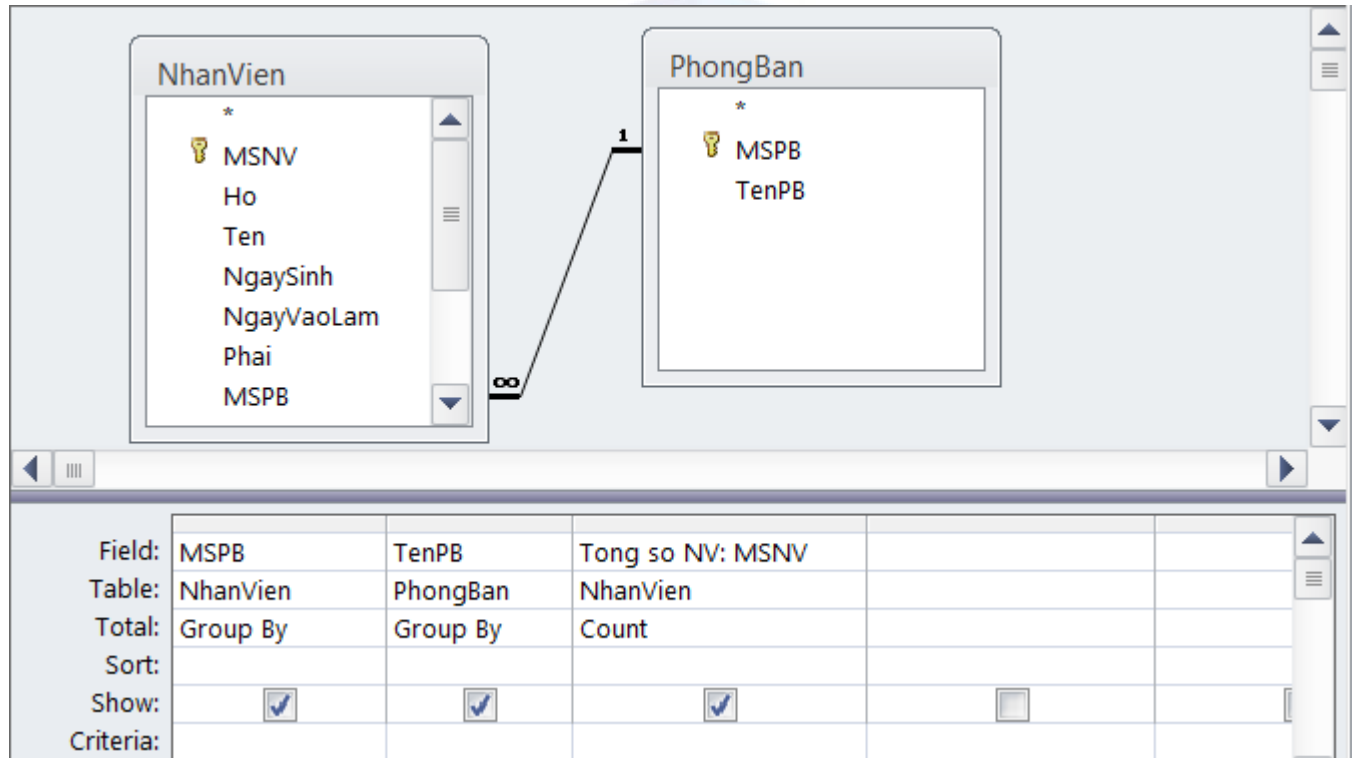 NhanVien
*
MSNV
Ho
Ten
NgaySinh
NgayVaoLam
Phai
MSPB
∞
1
PhongBan
*
MSPB
TenPB
Field: MSPB TenPB Tong so NV: MSNV
Table: NhanVien PhongBan NhanVien
Total: Group By Group By Count
Sort:
Show:
Criteria: